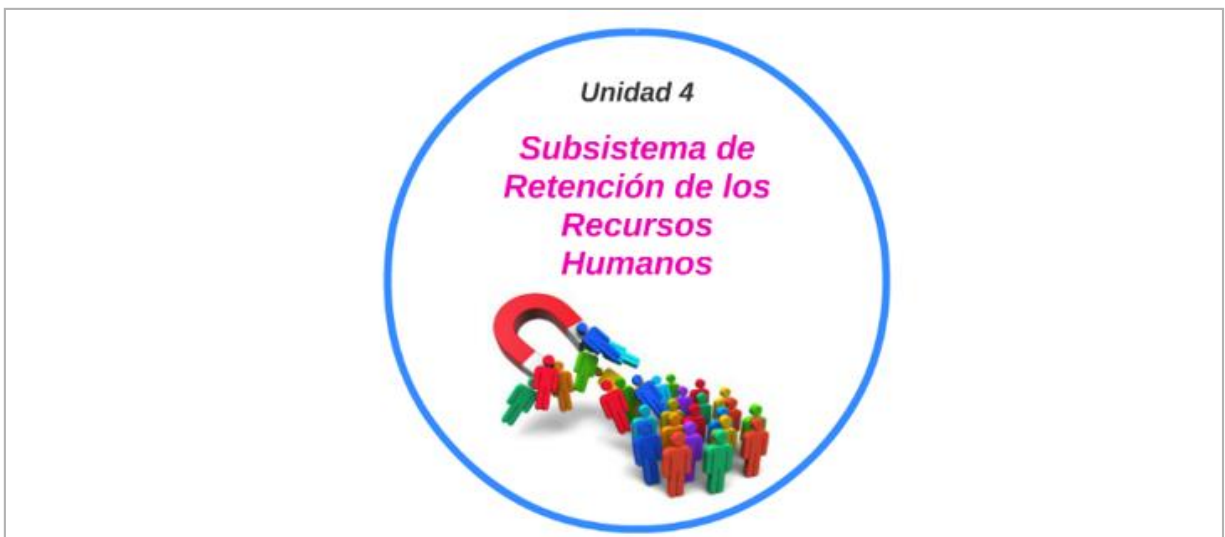 Unidad 4
Subsistema de
Retención de los
Recursos
Humanos